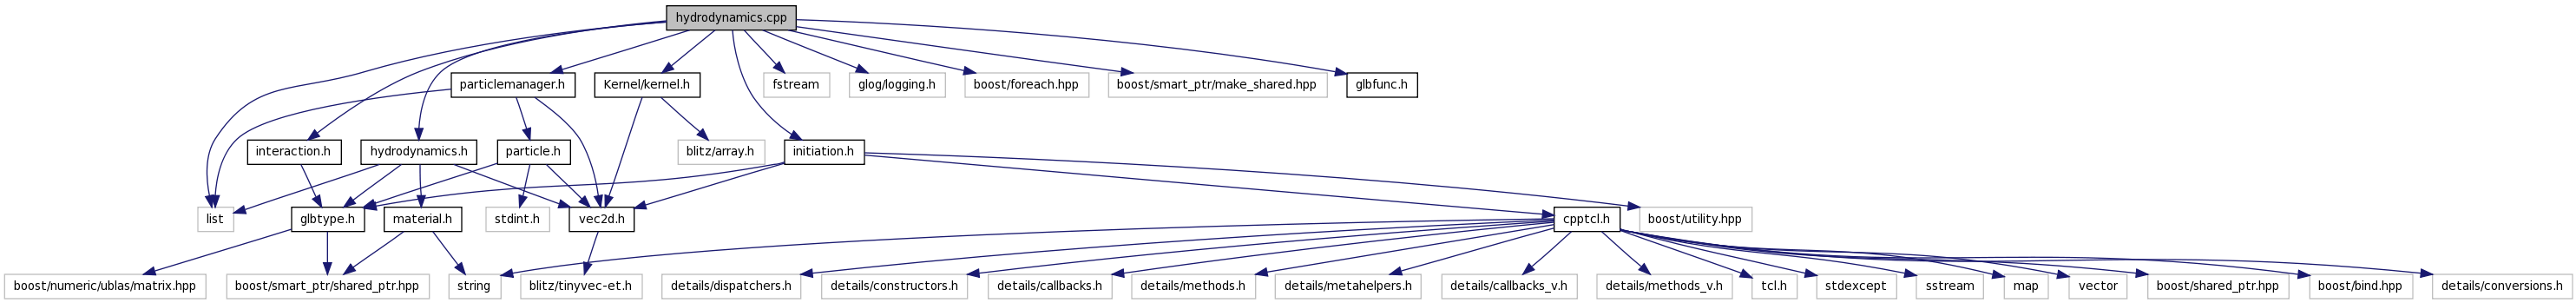 hydrodynamics.cpp
particlemanager.h
Kernel/kernel.h
fstream
glog/logging.h
boost/foreach.hpp
boost/smart_ptr/make_shared.hpp
glbfunc.h
interaction.h
hydrodynamics.h
particle.h
blitz/array.h
initiation.h
list
glbtype.h
material.h
stdint.h
vec2d.h
cpptcl.h
boost/utility.hpp
boost/numeric/ublas/matrix.hpp
boost/smart_ptr/shared_ptr.hpp
string
blitz/tinyvec-et.h
details/dispatchers.h
details/constructors.h
details/callbacks.h
details/methods.h
details/metahelpers.h
details/callbacks_v.h
details/methods_v.h
tcl.h
stdexcept
sstream
map
vector
boost/shared_ptr.hpp
boost/bind.hpp
details/conversions.h